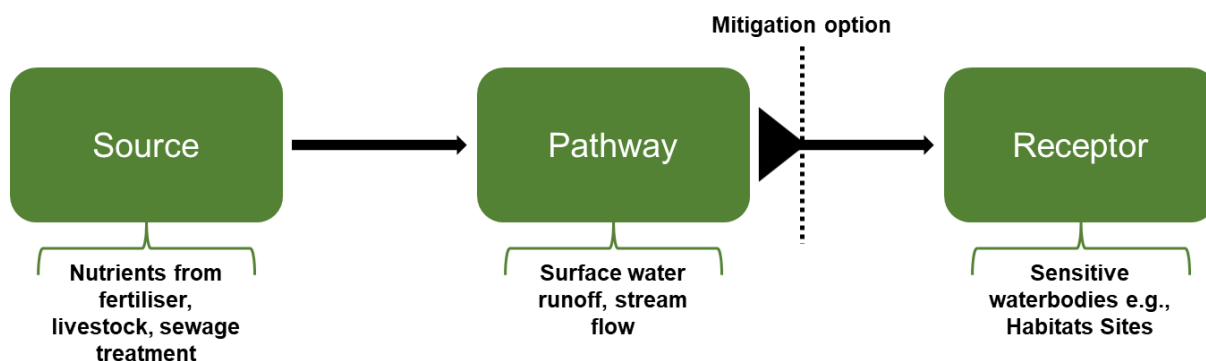 Mitigation option
Source
Pathway
Receptor
Nutrients from
fertiliser,
livestock, sewage
treatment
Surface water
runoff, stream
flow
Sensitive
waterbodies e.g.,
Habitats Sites